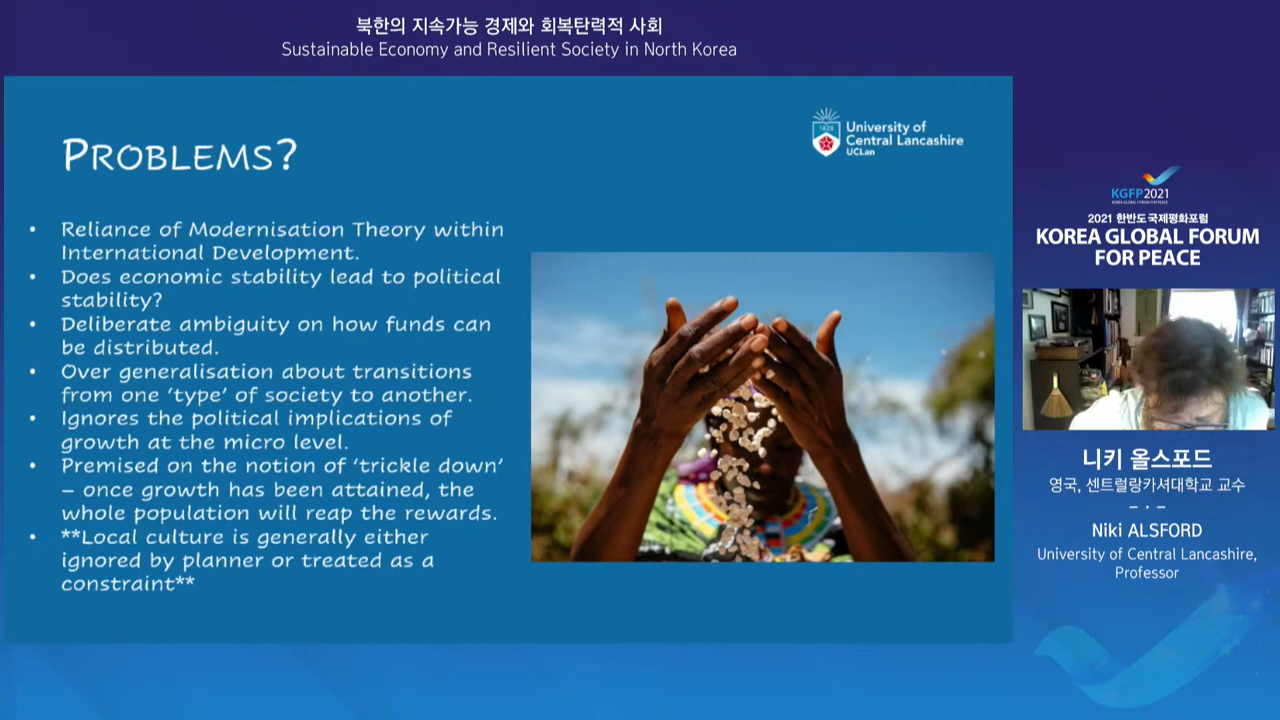 북한의 지속가능 경제와 회복탄력적 사회
Sustainable Economy and Resilient Society in North Korea
PROBLEMS?
1828
University of
Central Lancashire
UCLan
• Reliance of Modernisation Theory within
International Development.
• Does economic stability lead to political
stability?
• Deliberate ambiguity on how funds can
be distributed.
• Over generalisation about transitions
from one ‘type’ of society to another.
• Ignores the political implications of
growth at the micro level.
• Premised on the notion of ‘trickle down’
– once growth has been attained, the
whole population will reap the rewards.
• **Local culture is generally either
ignored by planner or treated as a
constraint**
KGFP2021
KOREA GLOBAL FORUM FOR PEACE
2021 한반도국제평화포럼
KOREA GLOBAL FORUM
FOR PEACE
니키 올스포드
영국, 센트럴랑카셔대학교 교수
Niki ALSFORD
University of Central Lancashire,
Professor